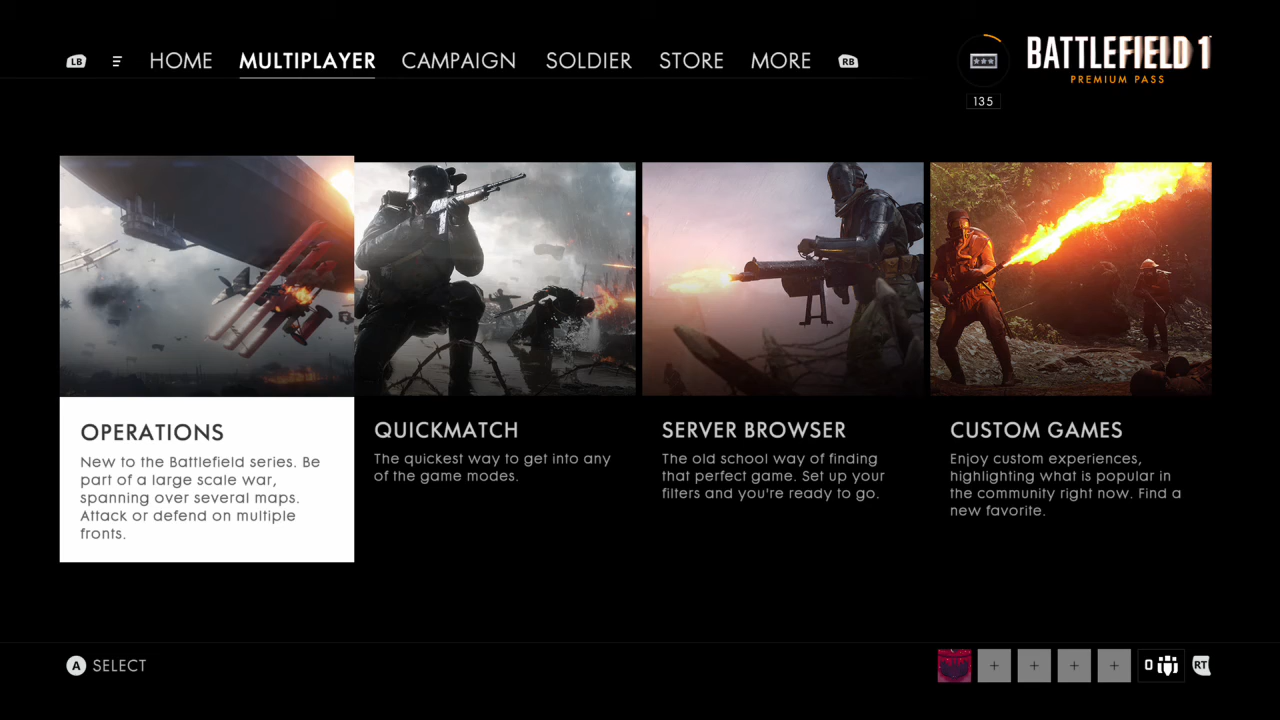 LB HOME MULTIPLAYER CAMPAIGN SOLDIER STORE MORE RB
BATTLEFIELD 1
PREMIUM PASS
135
OPERATIONS
New to the Battlefield series. Be
part of a large scale war,
spanning over several maps.
Attack or defend on multiple
fronts.
QUICKMATCH
The quickest way to get into any
of the game modes.
SERVER BROWSER
The old school way of finding
that perfect game. Set up your
filters and you're ready to go.
CUSTOM GAMES
Enjoy custom experiences,
highlighting what is popular in
the community right now. Find a
new favorite.
A SELECT
+ + + + 0 RT